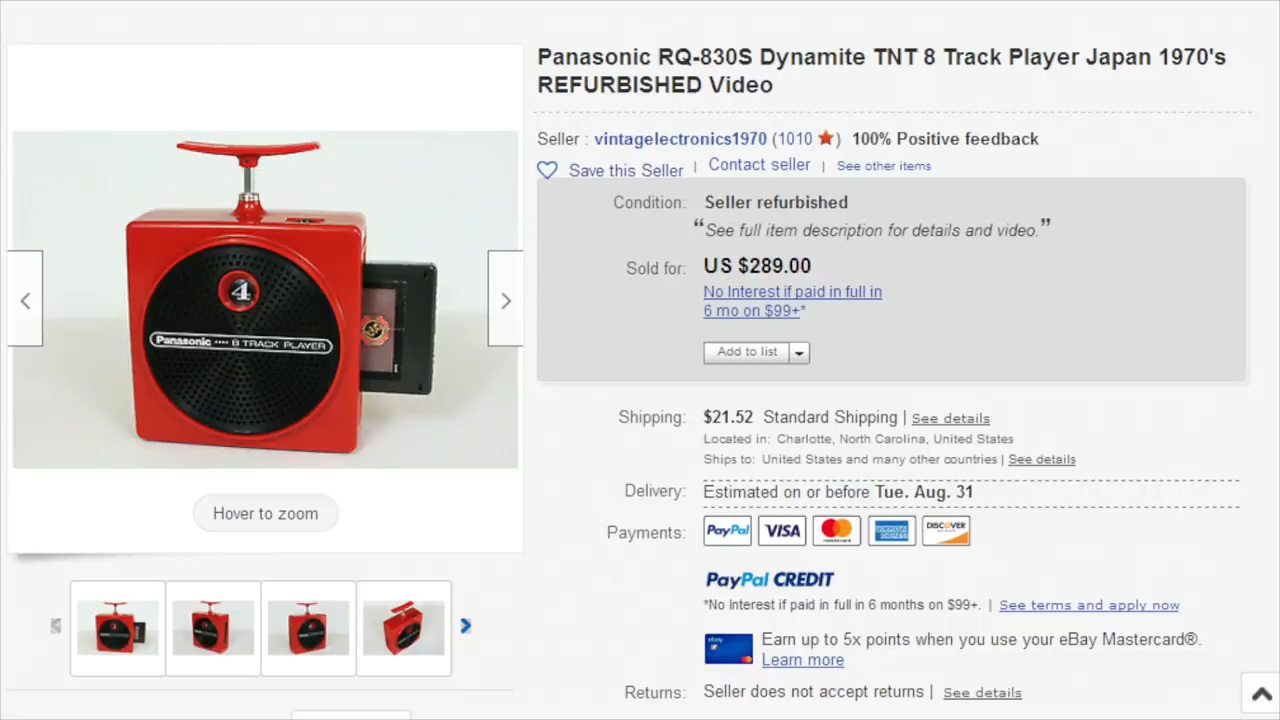 Panasonic RQ-830S Dynamite TNT 8 Track Player Japan 1970's
REFURBISHED Video
Seller : vintagelectronics1970 (1010 ) 100% Positive feedback
Save this Seller | Contact seller | See other items
Condition: Seller refurbished
“See full item description for details and video.”
Sold for: US $289.00
No Interest if paid in full in
6 mo on $99+*
Add to list
4
Panasonic •••• 8 TRACK PLAYER
Hover to zoom
Shipping: $21.52 Standard Shipping | See details
Located in: Charlotte, North Carolina, United States
Ships to: United States and many other countries | See details
Delivery: Estimated on or before Tue. Aug. 31
Payments: PayPal VISA mastercard AMERICAN EXPRESS DISCOVER
PayPal CREDIT
*No Interest if paid in full in 6 months on $99+. | See terms and apply now
Earn up to 5x points when you use your eBay Mastercard®.
Learn more
Returns: Seller does not accept returns | See details